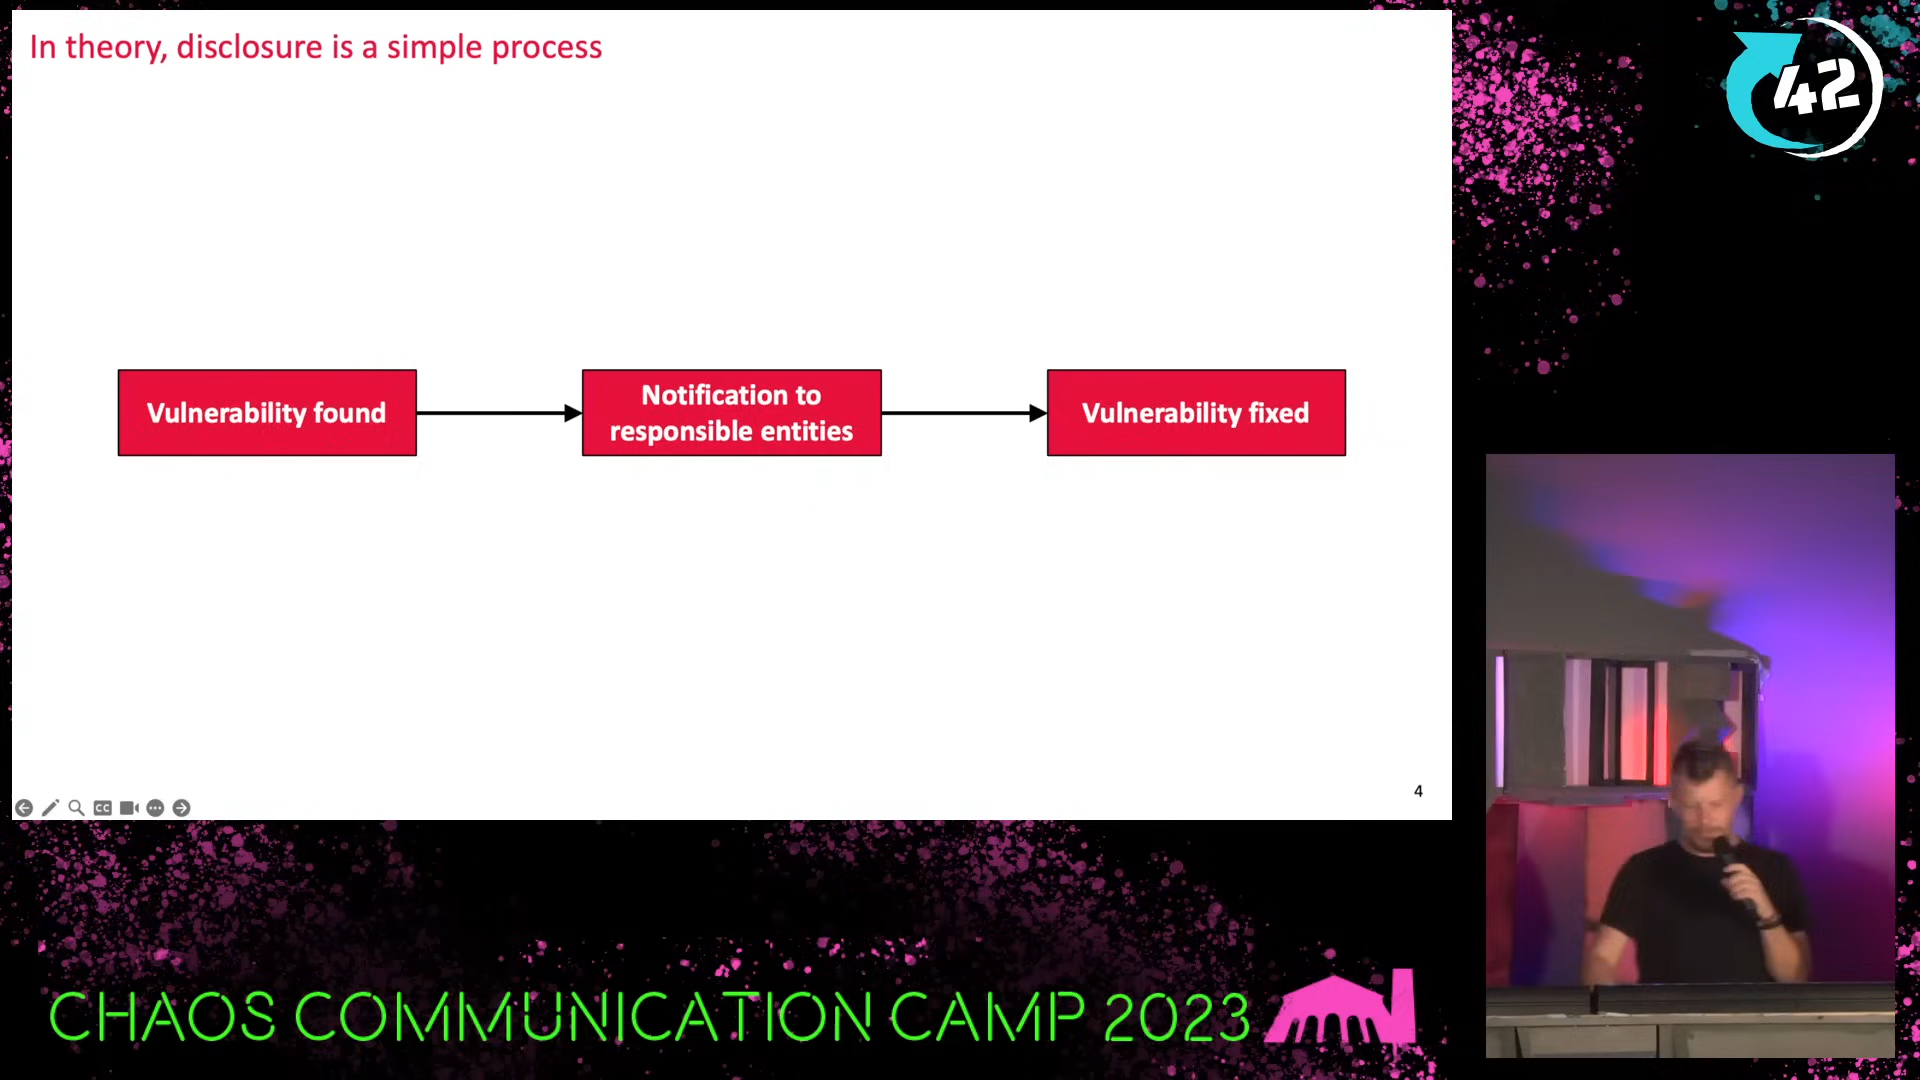 In theory, disclosure is a simple process
Vulnerability found
Notification to
responsible entities
Vulnerability fixed
4
CC
42
CHAOS COMMUNICATION CAMP 2023